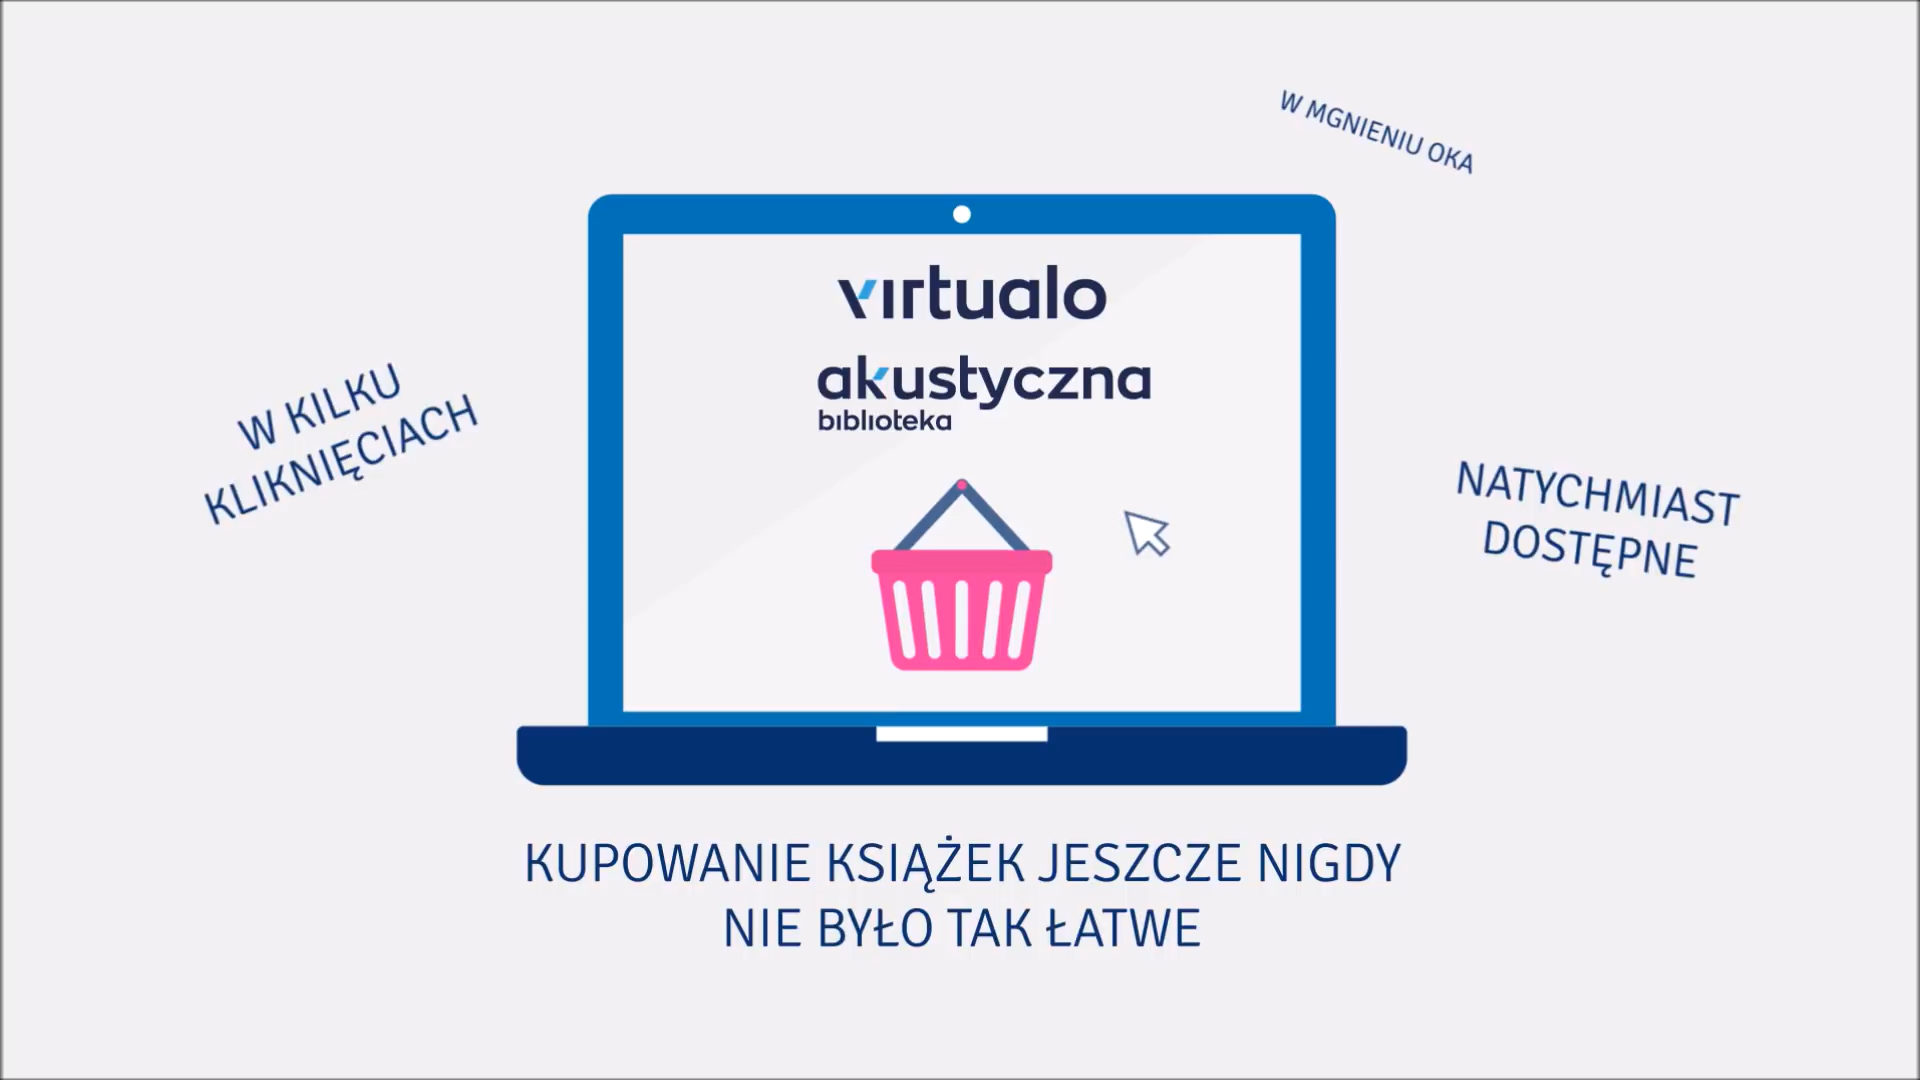 W MGNIENIU OKA
virtualo
akustyczna
biblioteka
W KILKU
KLIKNIĘCIACH
NATYCHMIAST
DOSTĘPNE
KUPOWANIE KSIĄŻEK JESZCZE NIGDY
NIE BYŁO TAK ŁATWE